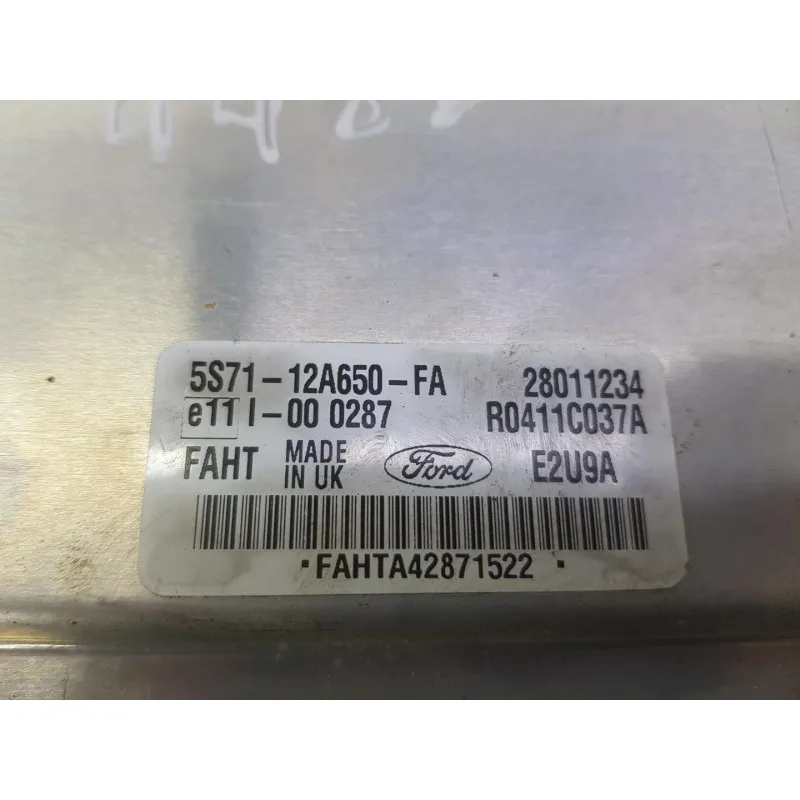 5S71-12A650-FA 28011234
e11 I-00 0287 R0411C037A
FAHT MADE IN UK Ford E2U9A
·FAHTA42871522·